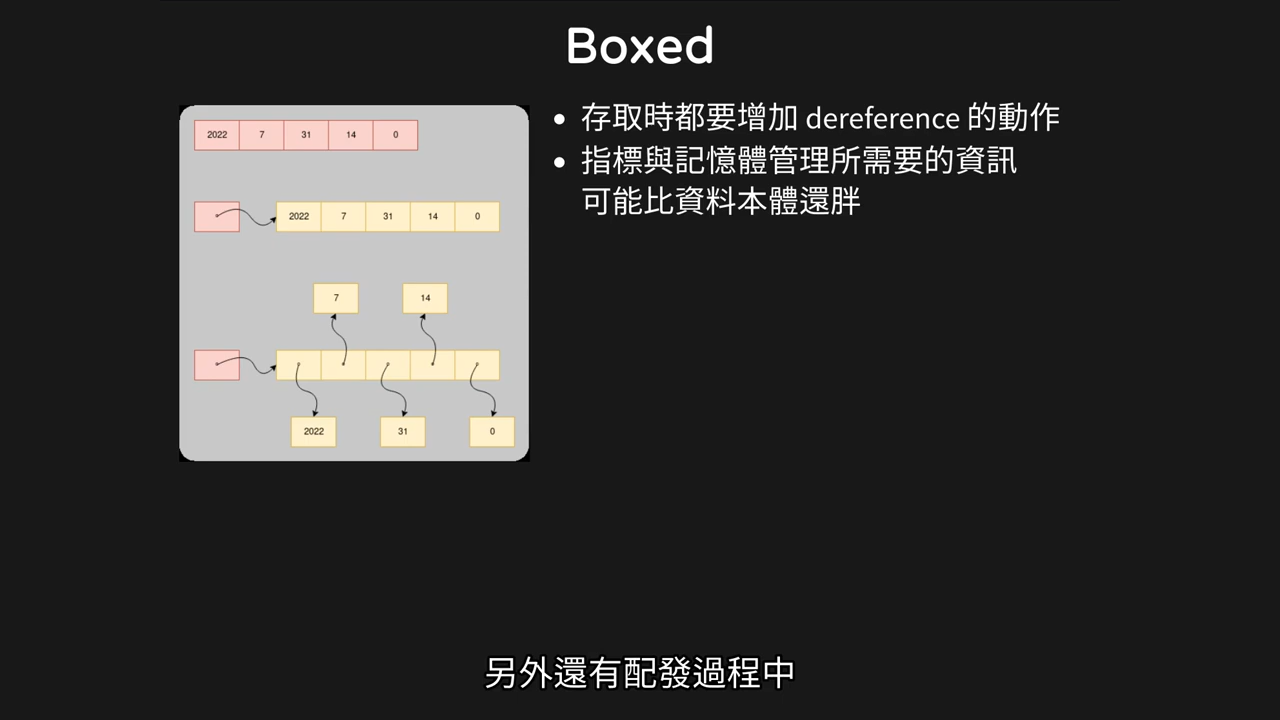 Boxed
2022 7 31 14 0
2022 7 31 14 0
7 14
2022 31 0
存取時都要增加 dereference 的動作
指標與記憶體管理所需要的資訊
可能比資料本體還胖
另外還有配發過程中